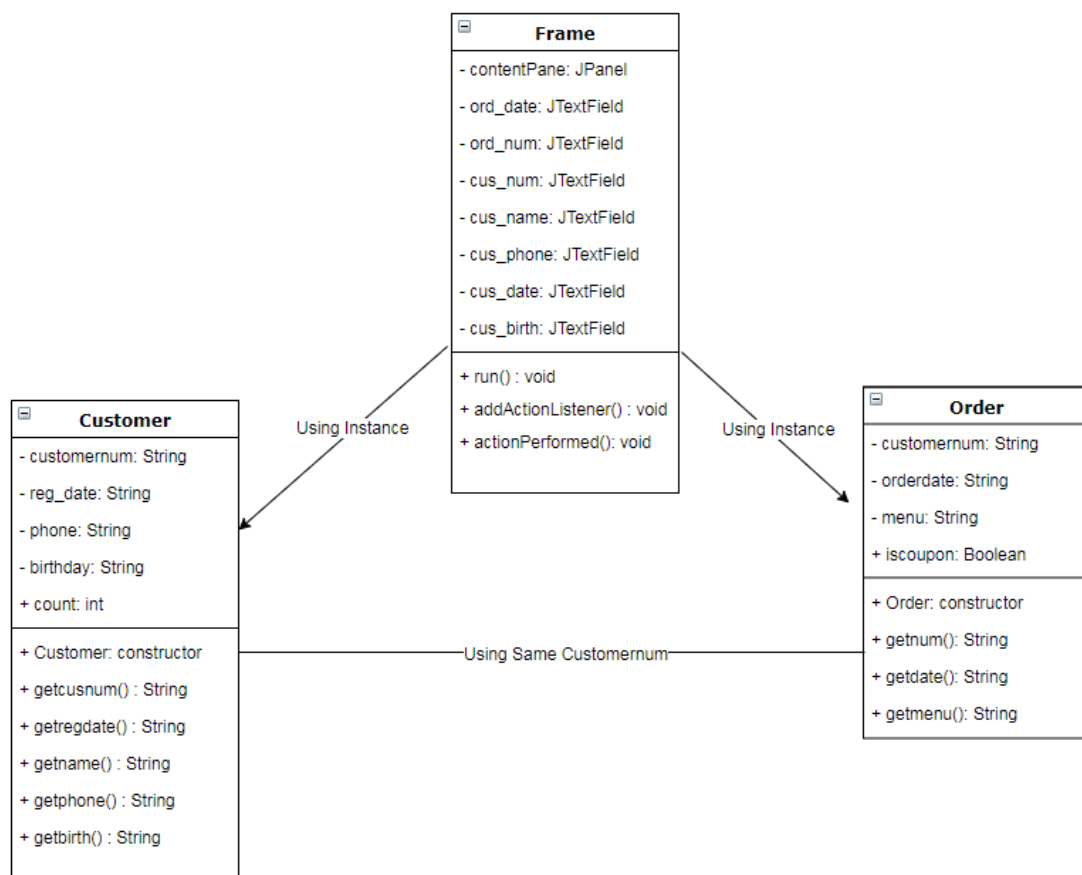 Frame
- contentPane: JPanel
- ord_date: JTextField
- ord_num: JTextField
- cus_num: JTextField
- cus_name: JTextField
- cus_phone: JTextField
- cus_date: JTextField
- cus_birth: JTextField
+ run() : void
+ addActionListener() : void
+ actionPerformed(): void
Using Instance
Using Instance
Customer
- customernum: String
- reg_date: String
- phone: String
- birthday: String
+ count: int
+ Customer: constructor
+ getcusnum() : String
+ getregdate() : String
+ getname() : String
+ getphone() : String
+ getbirth() : String
Using Same Customernum
Order
- customernum: String
- orderdate: String
- menu: String
+ iscoupon: Boolean
+ Order: constructor
+ getnum(): String
+ getdate(): String
+ getmenu(): String